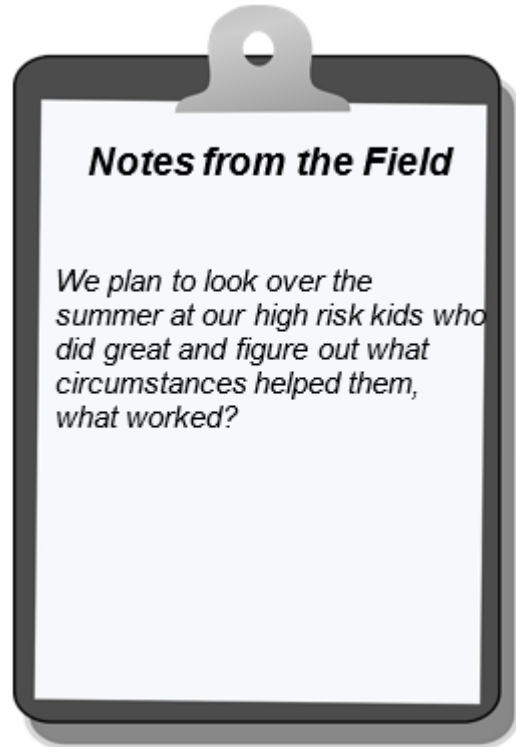 Notes from the Field
We plan to look over the
summer at our high risk kids who
did great and figure out what
circumstances helped them,
what worked?